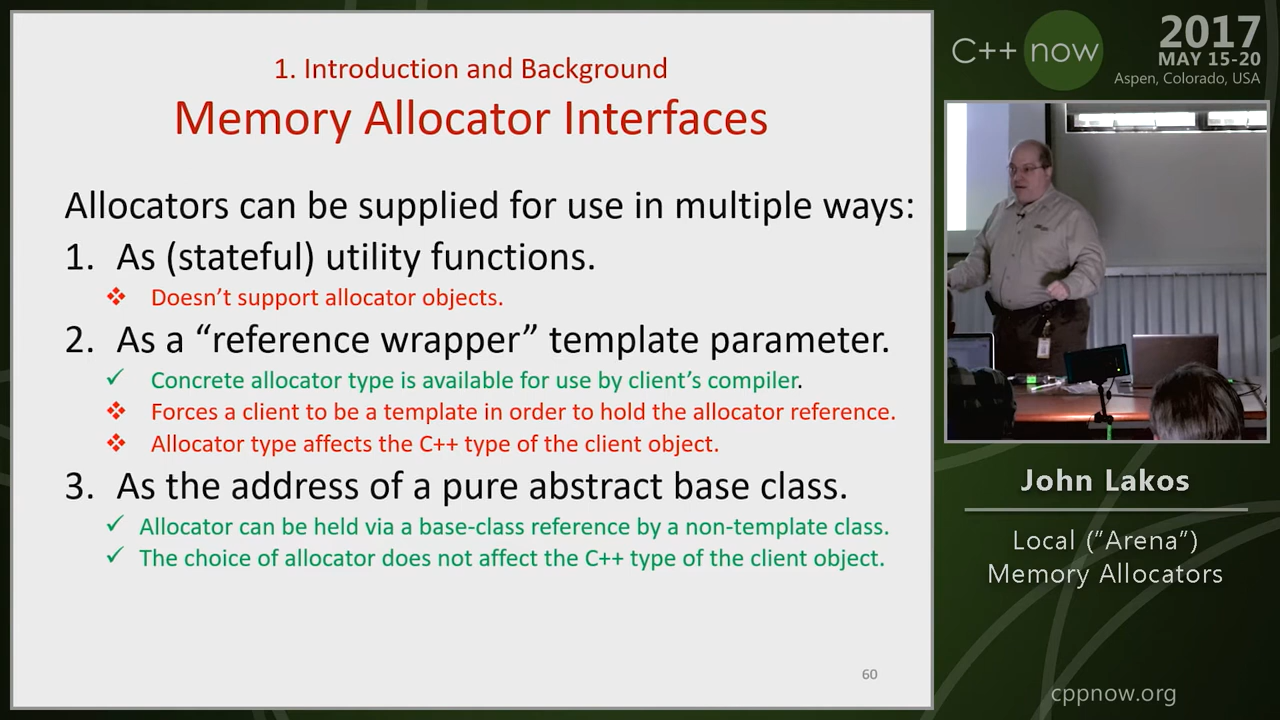 1. Introduction and Background
Memory Allocator Interfaces
Allocators can be supplied for use in multiple ways:
1. As (stateful) utility functions.
❖ Doesn’t support allocator objects.
2. As a “reference wrapper” template parameter.
✓ Concrete allocator type is available for use by client’s compiler.
❖ Forces a client to be a template in order to hold the allocator reference.
❖ Allocator type affects the C++ type of the client object.
3. As the address of a pure abstract base class.
✓ Allocator can be held via a base-class reference by a non-template class.
✓ The choice of allocator does not affect the C++ type of the client object.
60
C++ now
2017
MAY 15-20
Aspen, Colorado, USA
John Lakos
Local (”Arena”)
Memory Allocators
cppnow.org